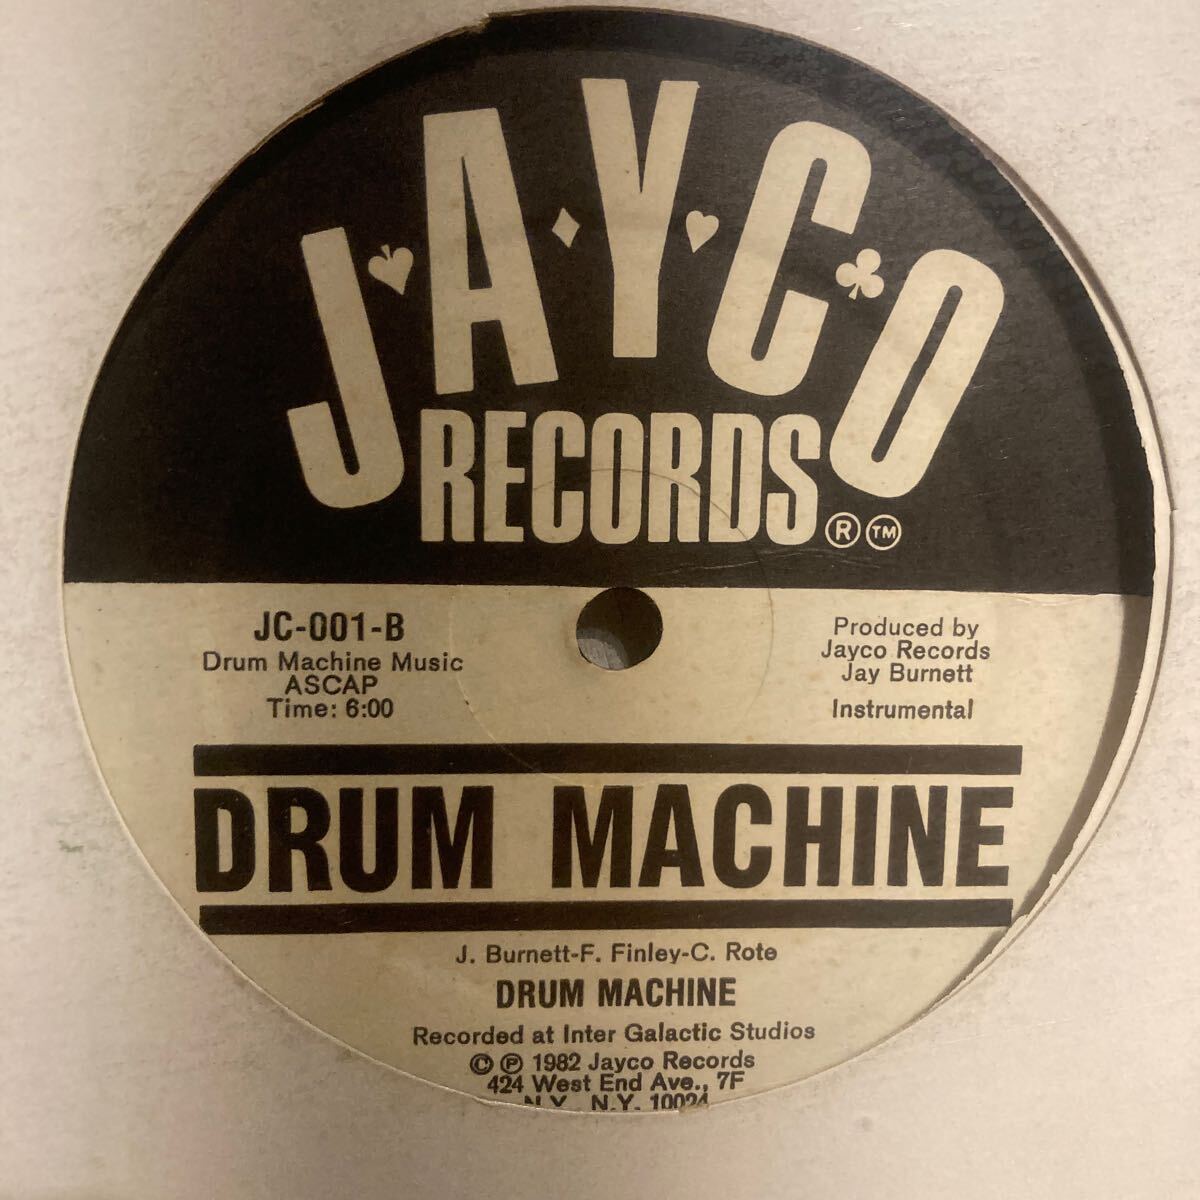 JAYCO
RECORDS ® TM
JC-001-B
Drum Machine Music
ASCAP
Time: 6:00
Produced by
Jayco Records
Jay Burnett
Instrumental
DRUM MACHINE
J. Burnett-F. Finley-C. Rote
DRUM MACHINE
Recorded at Inter Galactic Studios
© ℗ 1982 Jayco Records
424 West End Ave., 7F
N.Y. N.Y. 10024